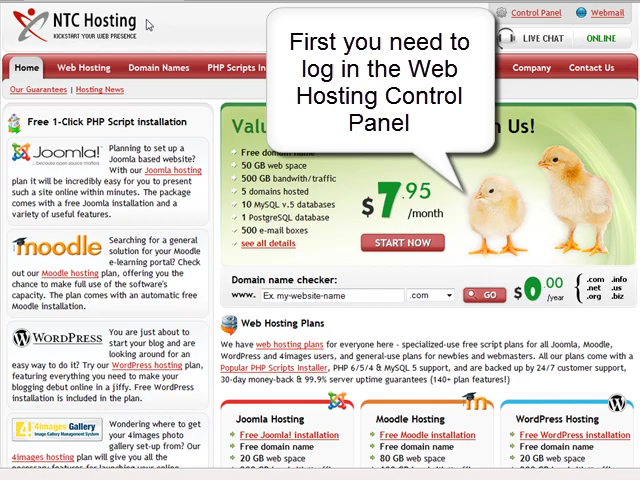 NTC Hosting
KICKSTART YOUR WEB PRESENCE
Control Panel
Webmail
LIVE CHAT
ONLINE
First you need to
log in the Web
Hosting Control
Panel
Home
Web Hosting
Domain Names
PHP Scripts In
Company
Contact Us
Our Guarantees | Hosting News
Free 1-Click PHP Script installation
Joomla!
Planning to set up a
Joomla based website?
With our Joomla hosting
plan it will be incredibly easy for you to present
such a site online within minutes. The package
comes with a free Joomla installation and a
variety of useful features.
moodle
Searching for a general
solution for your Moodle
e-learning portal? Check
out our Moodle hosting plan, offering you the
chance to make full use of the software's
capacity. The plan comes with an automatic free
Moodle installation.
WORDPRESS
You are just about to
start your blog and are
looking around for an
easy way to do it? Try our WordPress hosting plan,
featuring everything you need to make your
blogging debut online in a jiffy. Free WordPress
installation is included in the plan.
4images Gallery
Image Gallery Management System
Wondering where to get
your 4images photo
gallery set-up from? Our
4images hosting plan will give you all the
necessary features for launching your online
Valu
n Us!
Free domain name
50 GB web space
500 GB bandwith/traffic
5 domains hosted
10 MySQL v.5 databases
1 PostgreSQL database
500 e-mail boxes
see all details
$7.95
/month
START NOW
Domain name checker:
www.
Ex. my-website-name
.com
GO
$0.00
/year
.com .info
.net .us
.org .biz
Web Hosting Plans
We have web hosting plans for everyone here - specialized-use free script plans for all Joomla, Moodle,
WordPress and 4images users, and general-use plans for newbies and webmasters. All our plans come with a
Popular PHP Scripts Installer, PHP 6/5/4 & MySQL 5 support, and are backed up by 24/7 customer support,
30-day money-back & 99.9% server uptime guarantees (140+ plan features!)
Joomla Hosting
Free Joomla! installation
Free domain name
20 GB web space
Moodle Hosting
Free Moodle installation
Free domain name
80 GB web space
WordPress Hosting
Free WordPress installation
Free domain name
20 GB web space